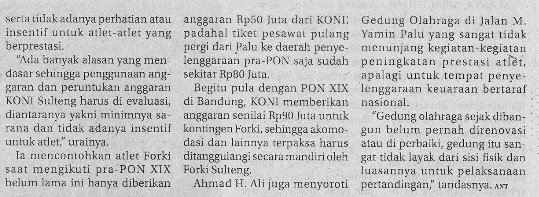 serta tidak adanya perhatian atau
insentif untuk atlet-atlet yang
berprestasi.
"Ada banyak alasan yang men-
dasar sehingga penggunaan ang-
garan dan peruntukan anggaran
KONI Sulteng harus di evaluasi,
diantaranya yakni minimnya sa-
rana dan tidak adanya insentif
untuk atlet," urainya.
Ia mencontohkan atlet Forki
saat mengikuti pra-PON XIX
belum lama ini hanya diberikan
anggaran Rp50 Juta dari KONI,
padahal tiket pesawat pulang
pergi dari Palu ke daerah penye-
lenggaraan pra-PON saja sudah
sekitar Rp80 Juta.
Begitu pula dengan PON XIX
di Bandung, KONI memberikan
anggaran senilai Rp90 Juta untuk
kontingen Forki, sehingga akomo-
dasi dan lainnya terpaksa harus
ditanggulangi secara mandiri oleh
Forki Sulteng.
Ahmad H. Ali juga menyoroti
Gedung Olahraga di Jalan M.
Yamin Palu yang sangat tidak
menunjang kegiatan-kegiatan
peningkatan prestasi atlet,
apalagi untuk tempat penye-
lenggaraan keuaraan bertaraf
nasional.
"Gedung olahraga sejak diba-
ngun belum pernah direnovasi
atau di perbaiki, gedung itu san-
gat tidak layak dari sisi fisik dan
luasannya untuk pelaksanaan
pertandingan," tandasnya. ANT